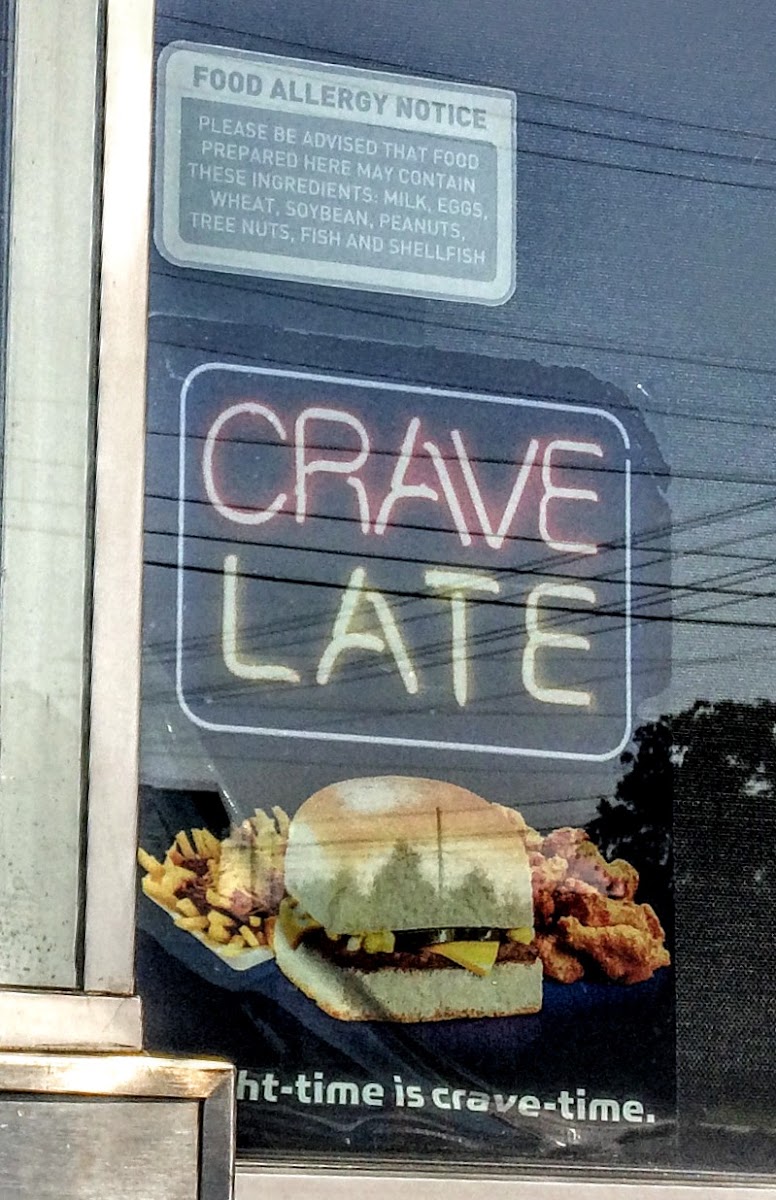 FOOD ALLERGY NOTICE
PLEASE BE ADVISED THAT FOOD
PREPARED HERE MAY CONTAIN
THESE INGREDIENTS: MILK, EGGS,
WHEAT, SOYBEAN, PEANUTS,
TREE NUTS, FISH AND SHELLFISH
CRAVE
LATE
ht-time is crave-time.